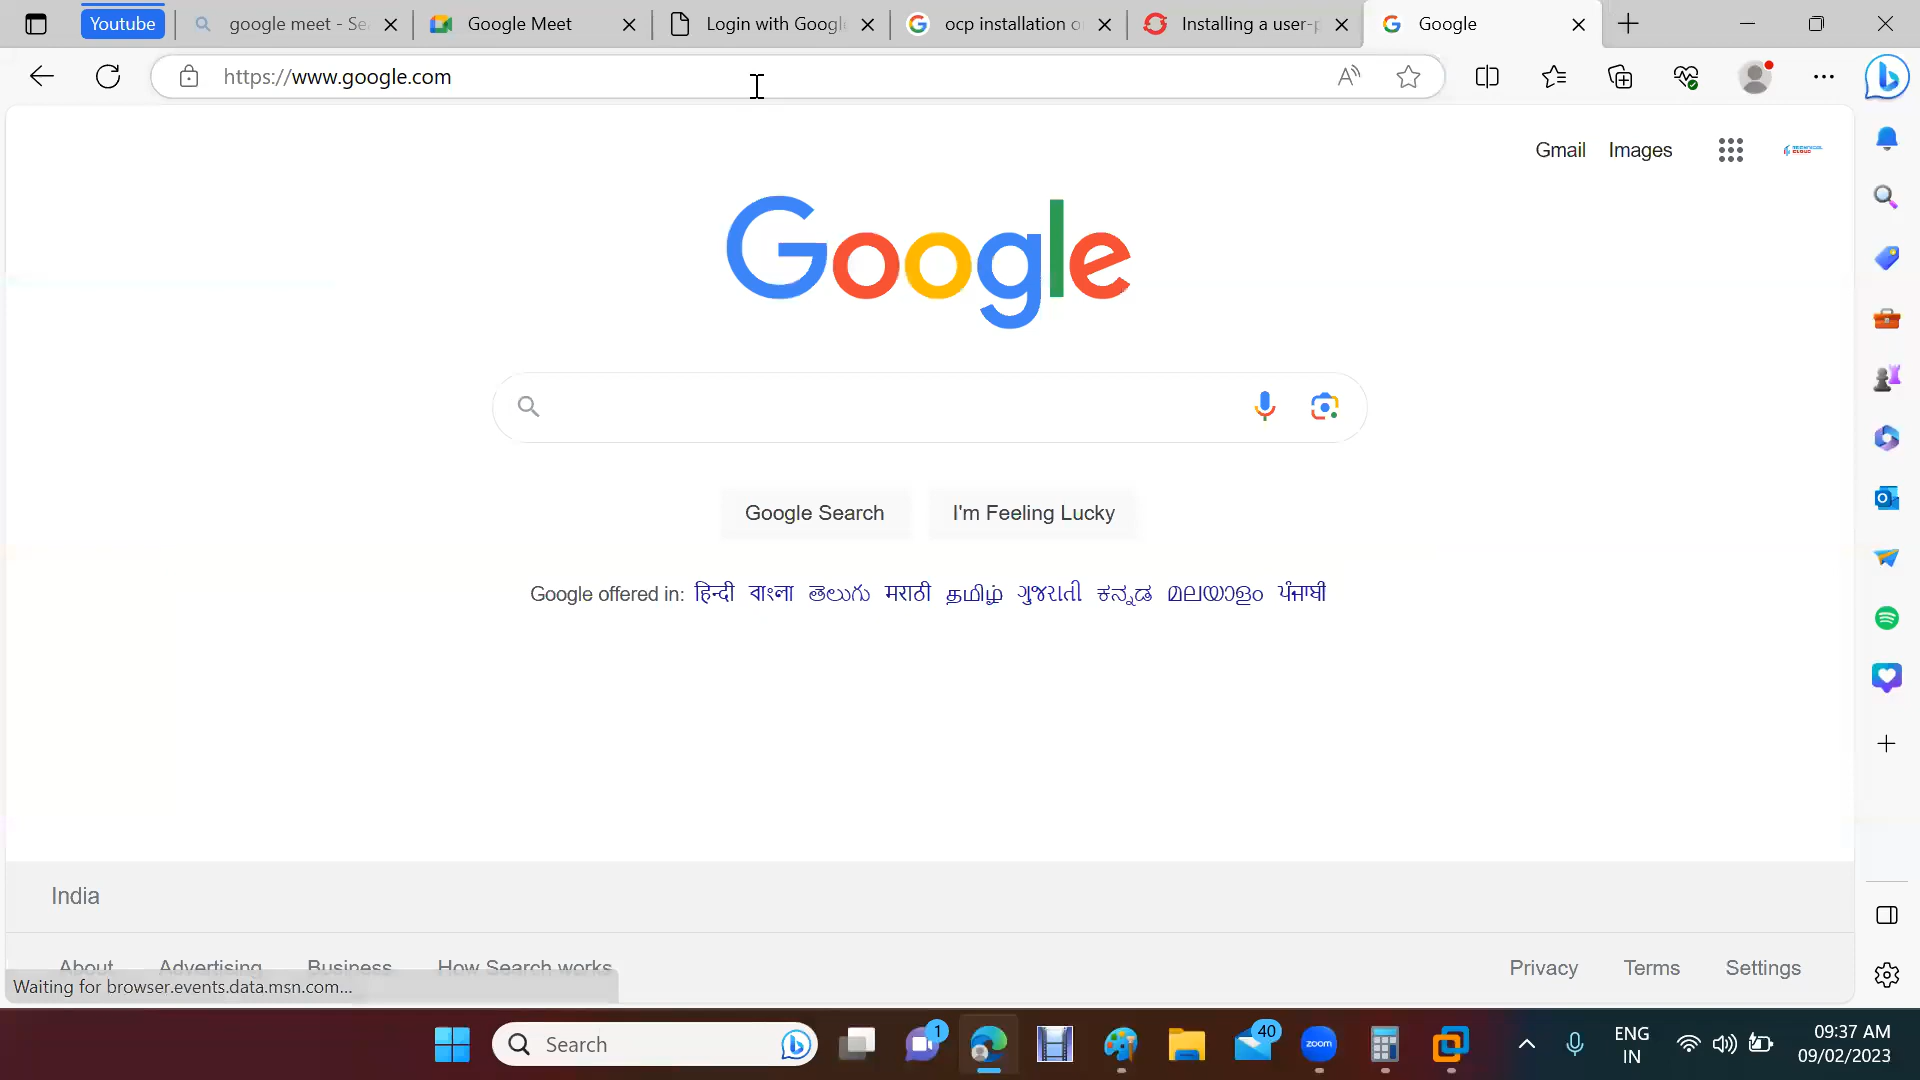 Youtube google meet - Se Google Meet Login with Googl ocp installation o Installing a user-p Google
https://www.google.com
Gmail Images TECHNICAL CLOUD
Google
Google Search I'm Feeling Lucky
Google offered in: हिन्दी বাংলা తెలుగు मराठी தமிழ் ગુજરાતી ಕನ್ನಡ മലയാളം ਪੰਜਾਬੀ
India
About Advertising Business How Search works Privacy Terms Settings
Waiting for browser.events.data.msn.com...
Search 1 40 zoom ENG 09:37 AM
IN 09/02/2023